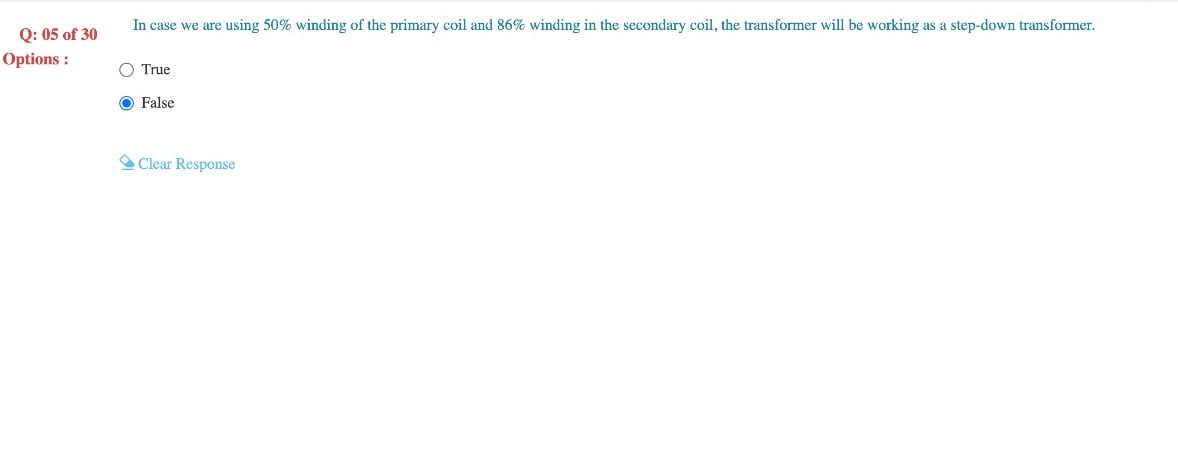 Q: 05 of 30
In case we are using 50% winding of the primary coil and 86% winding in the secondary coil, the transformer will be working as a step-down transformer.
Options :
True
False
Clear Response